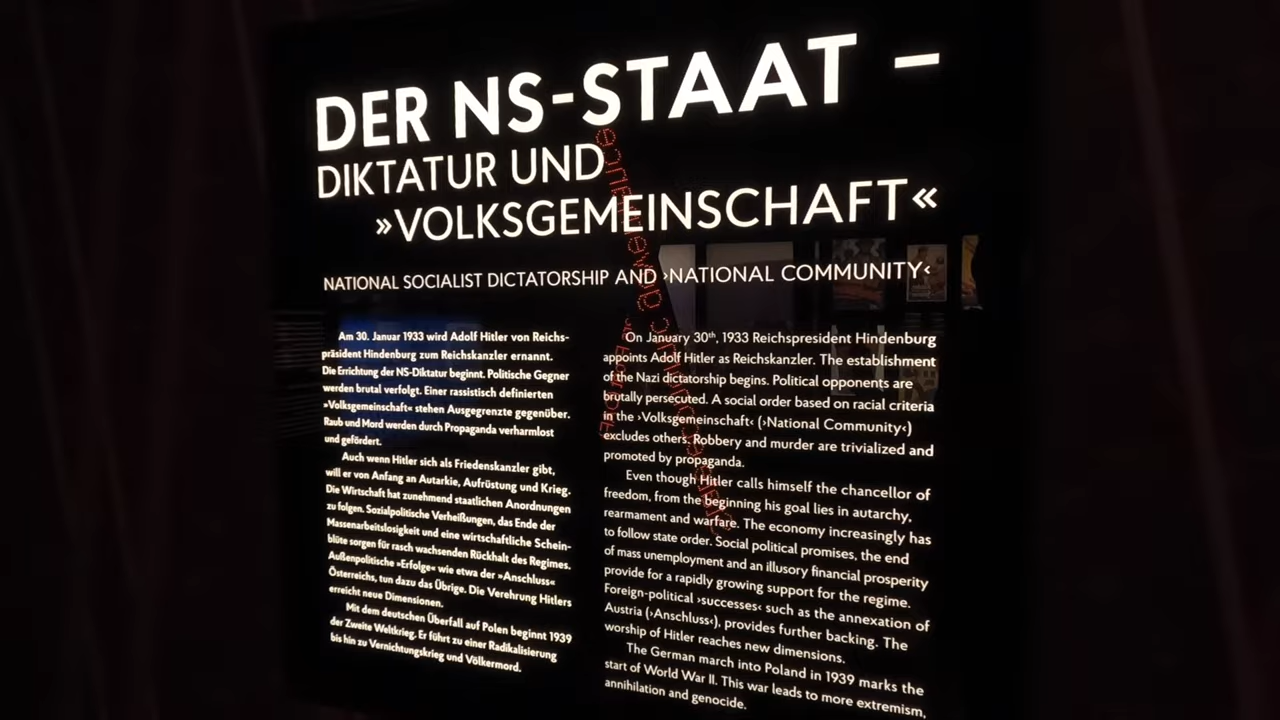 DER NS-STAAT –
DIKTATUR UND
»VOLKSGEMEINSCHAFT«
NATIONAL SOCIALIST DICTATORSHIP AND ›NATIONAL COMMUNITY‹
Am 30. Januar 1933 wird Adolf Hitler von Reichs-
präsident Hindenburg zum Reichskanzler ernannt.
Die Errichtung der NS-Diktatur beginnt. Politische Gegner
werden brutal verfolgt. Einer rassistisch definierten
»Volksgemeinschaft« stehen Ausgegrenzte gegenüber.
Raub und Mord werden durch Propaganda verharmlost
und gefördert.
Auch wenn Hitler sich als Friedenskanzler gibt,
will er von Anfang an Autarkie, Aufrüstung und Krieg.
Die Wirtschaft hat zunehmend staatlichen Anordnungen
zu folgen. Sozialpolitische Verheißungen, das Ende der
Massenarbeitslosigkeit und eine wirtschaftliche Schein-
blüte sorgen für rasch wachsenden Rückhalt des Regimes.
Außenpolitische »Erfolge« wie etwa der »Anschluss«
Österreichs, tun dazu das Übrige. Die Verehrung Hitlers
erreicht neue Dimensionen.
Mit dem deutschen Überfall auf Polen beginnt 1939
der Zweite Weltkrieg. Er führt zu einer Radikalisierung
bis hin zu Vernichtungskrieg und Völkermord.
On January 30th, 1933 Reichspresident Hindenburg
appoints Adolf Hitler as Reichskanzler. The establishment
of the Nazi dictatorship begins. Political opponents are
brutally persecuted. A social order based on racial criteria
in the ›Volksgemeinschaft‹ (›National Community‹)
excludes others. Robbery and murder are trivialized and
promoted by propaganda.
Even though Hitler calls himself the chancellor of
freedom, from the beginning his goal lies in autarchy,
rearmament and warfare. The economy increasingly has
to follow state order. Social political promises, the end
of mass unemployment and an illusory financial prosperity
provide for a rapidly growing support for the regime.
Foreign-political ›successes‹ such as the annexation of
Austria (›Anschluss‹), provides further backing. The
worship of Hitler reaches new dimensions.
The German march into Poland in 1939 marks the
start of World War II. This war leads to more extremism,
annihilation and genocide.